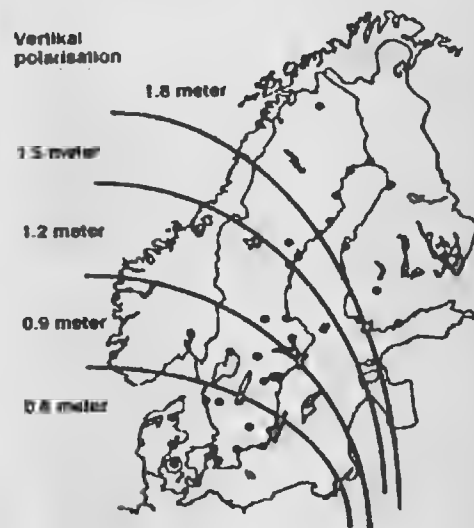 Vertikal
polarisation
1.8 meter
1.5 meter
1.2 meter
0.9 meter
0.6 meter